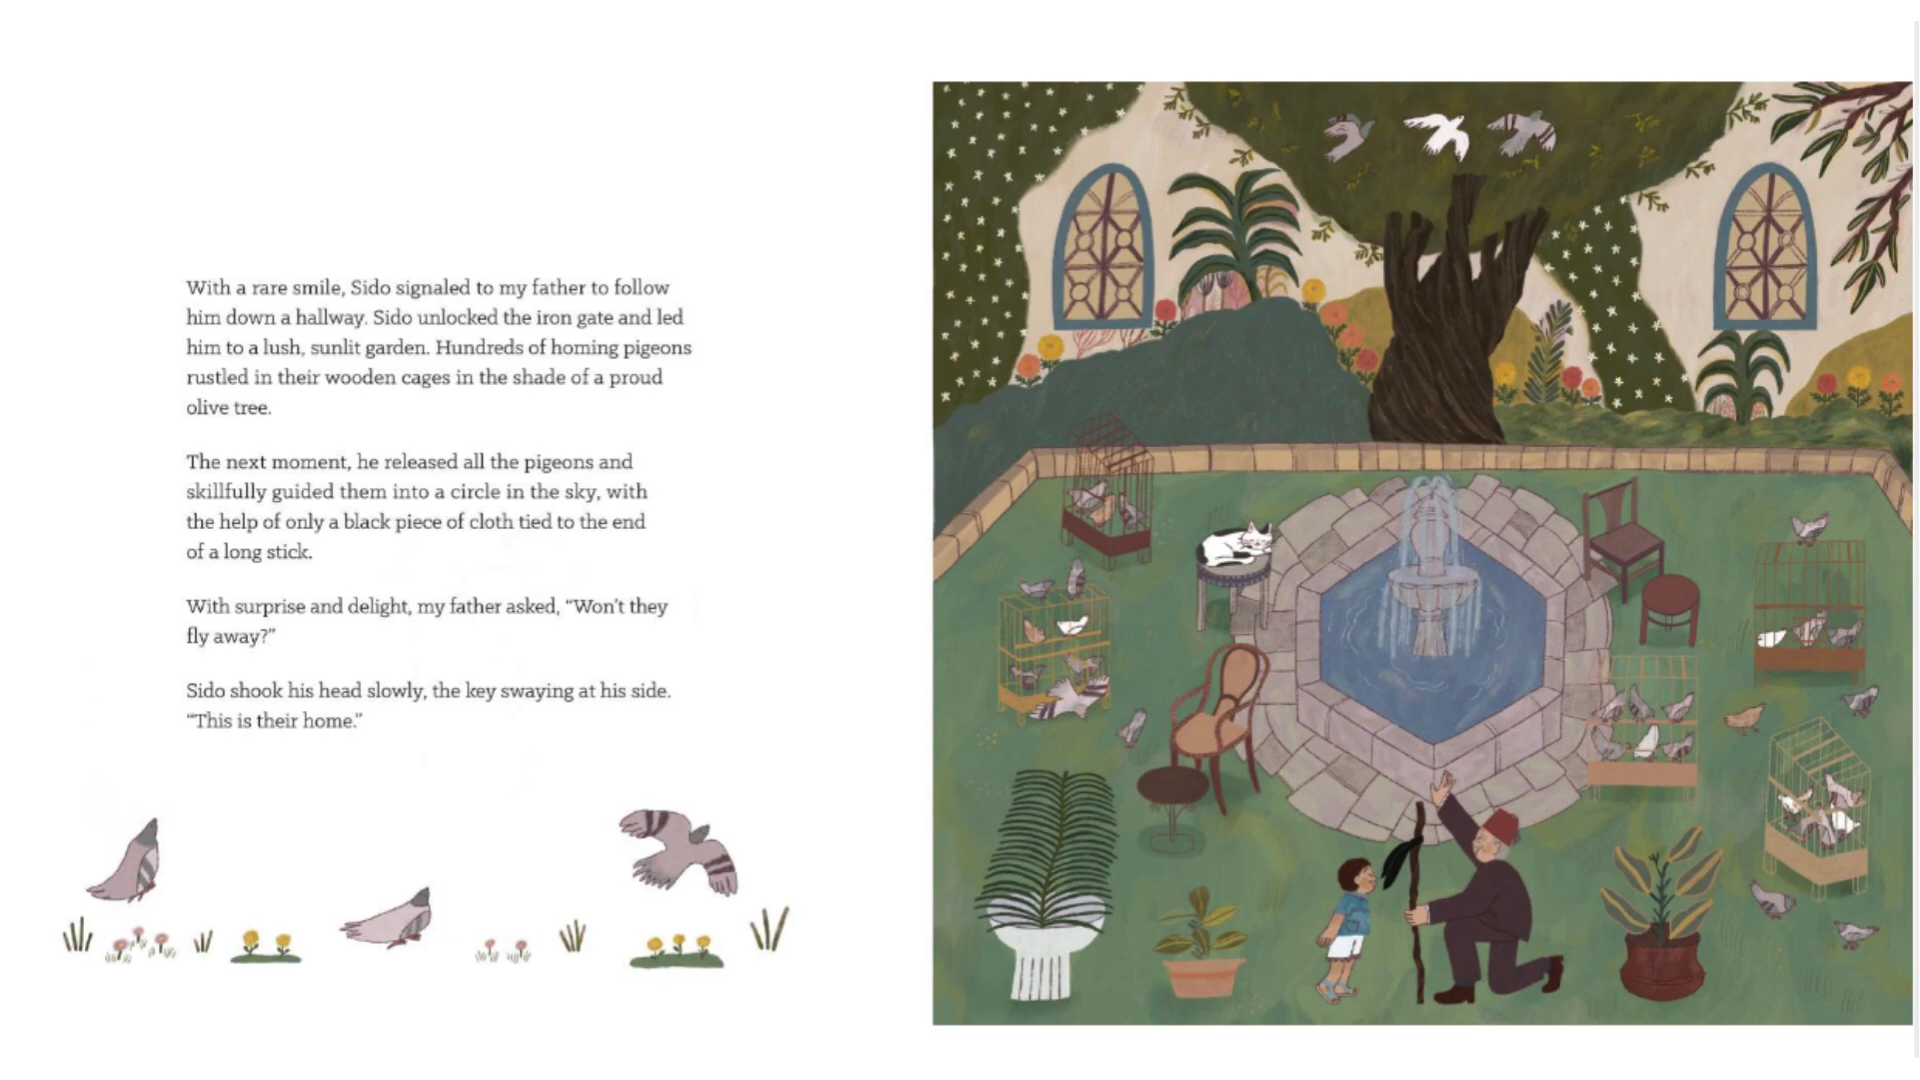 With a rare smile, Sido signaled to my father to follow
him down a hallway. Sido unlocked the iron gate and led
him to a lush, sunlit garden. Hundreds of homing pigeons
rustled in their wooden cages in the shade of a proud
olive tree.
The next moment, he released all the pigeons and
skillfully guided them into a circle in the sky, with
the help of only a black piece of cloth tied to the end
of a long stick.
With surprise and delight, my father asked, “Won’t they
fly away?”
Sido shook his head slowly, the key swaying at his side.
“This is their home.”